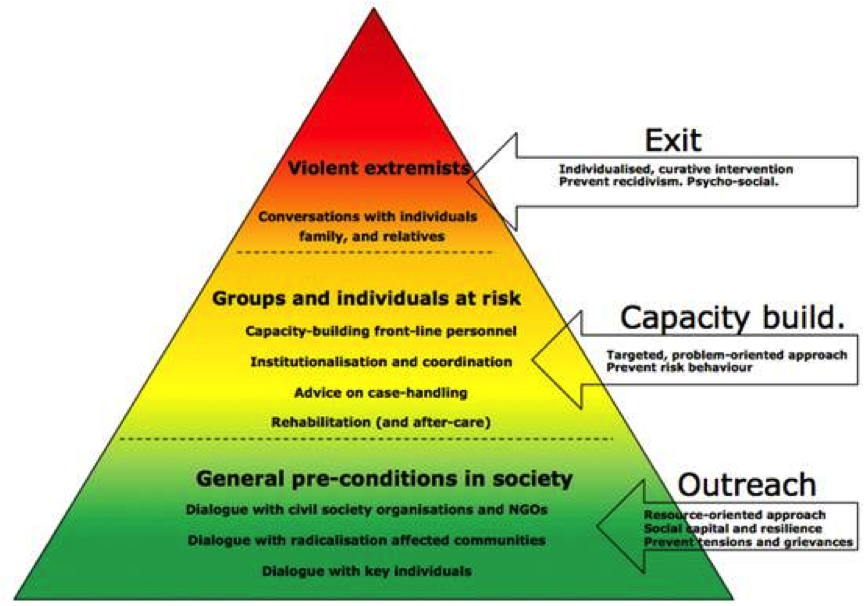 Violent extremists
Conversations with individuals
family, and relatives
Exit
Individualised, curative intervention
Prevent recidivism. Psycho-social.
Groups and individuals at risk
Capacity-building front-line personnel
Institutionalisation and coordination
Advice on case-handling
Rehabilitation (and after-care)
Capacity build.
Targeted, problem-oriented approach
Prevent risk behaviour
General pre-conditions in society
Dialogue with civil society organisations and NGOs
Dialogue with radicalisation affected communities
Dialogue with key individuals
Outreach
Resource-oriented approach
Social capital and resilience
Prevent tensions and grievances